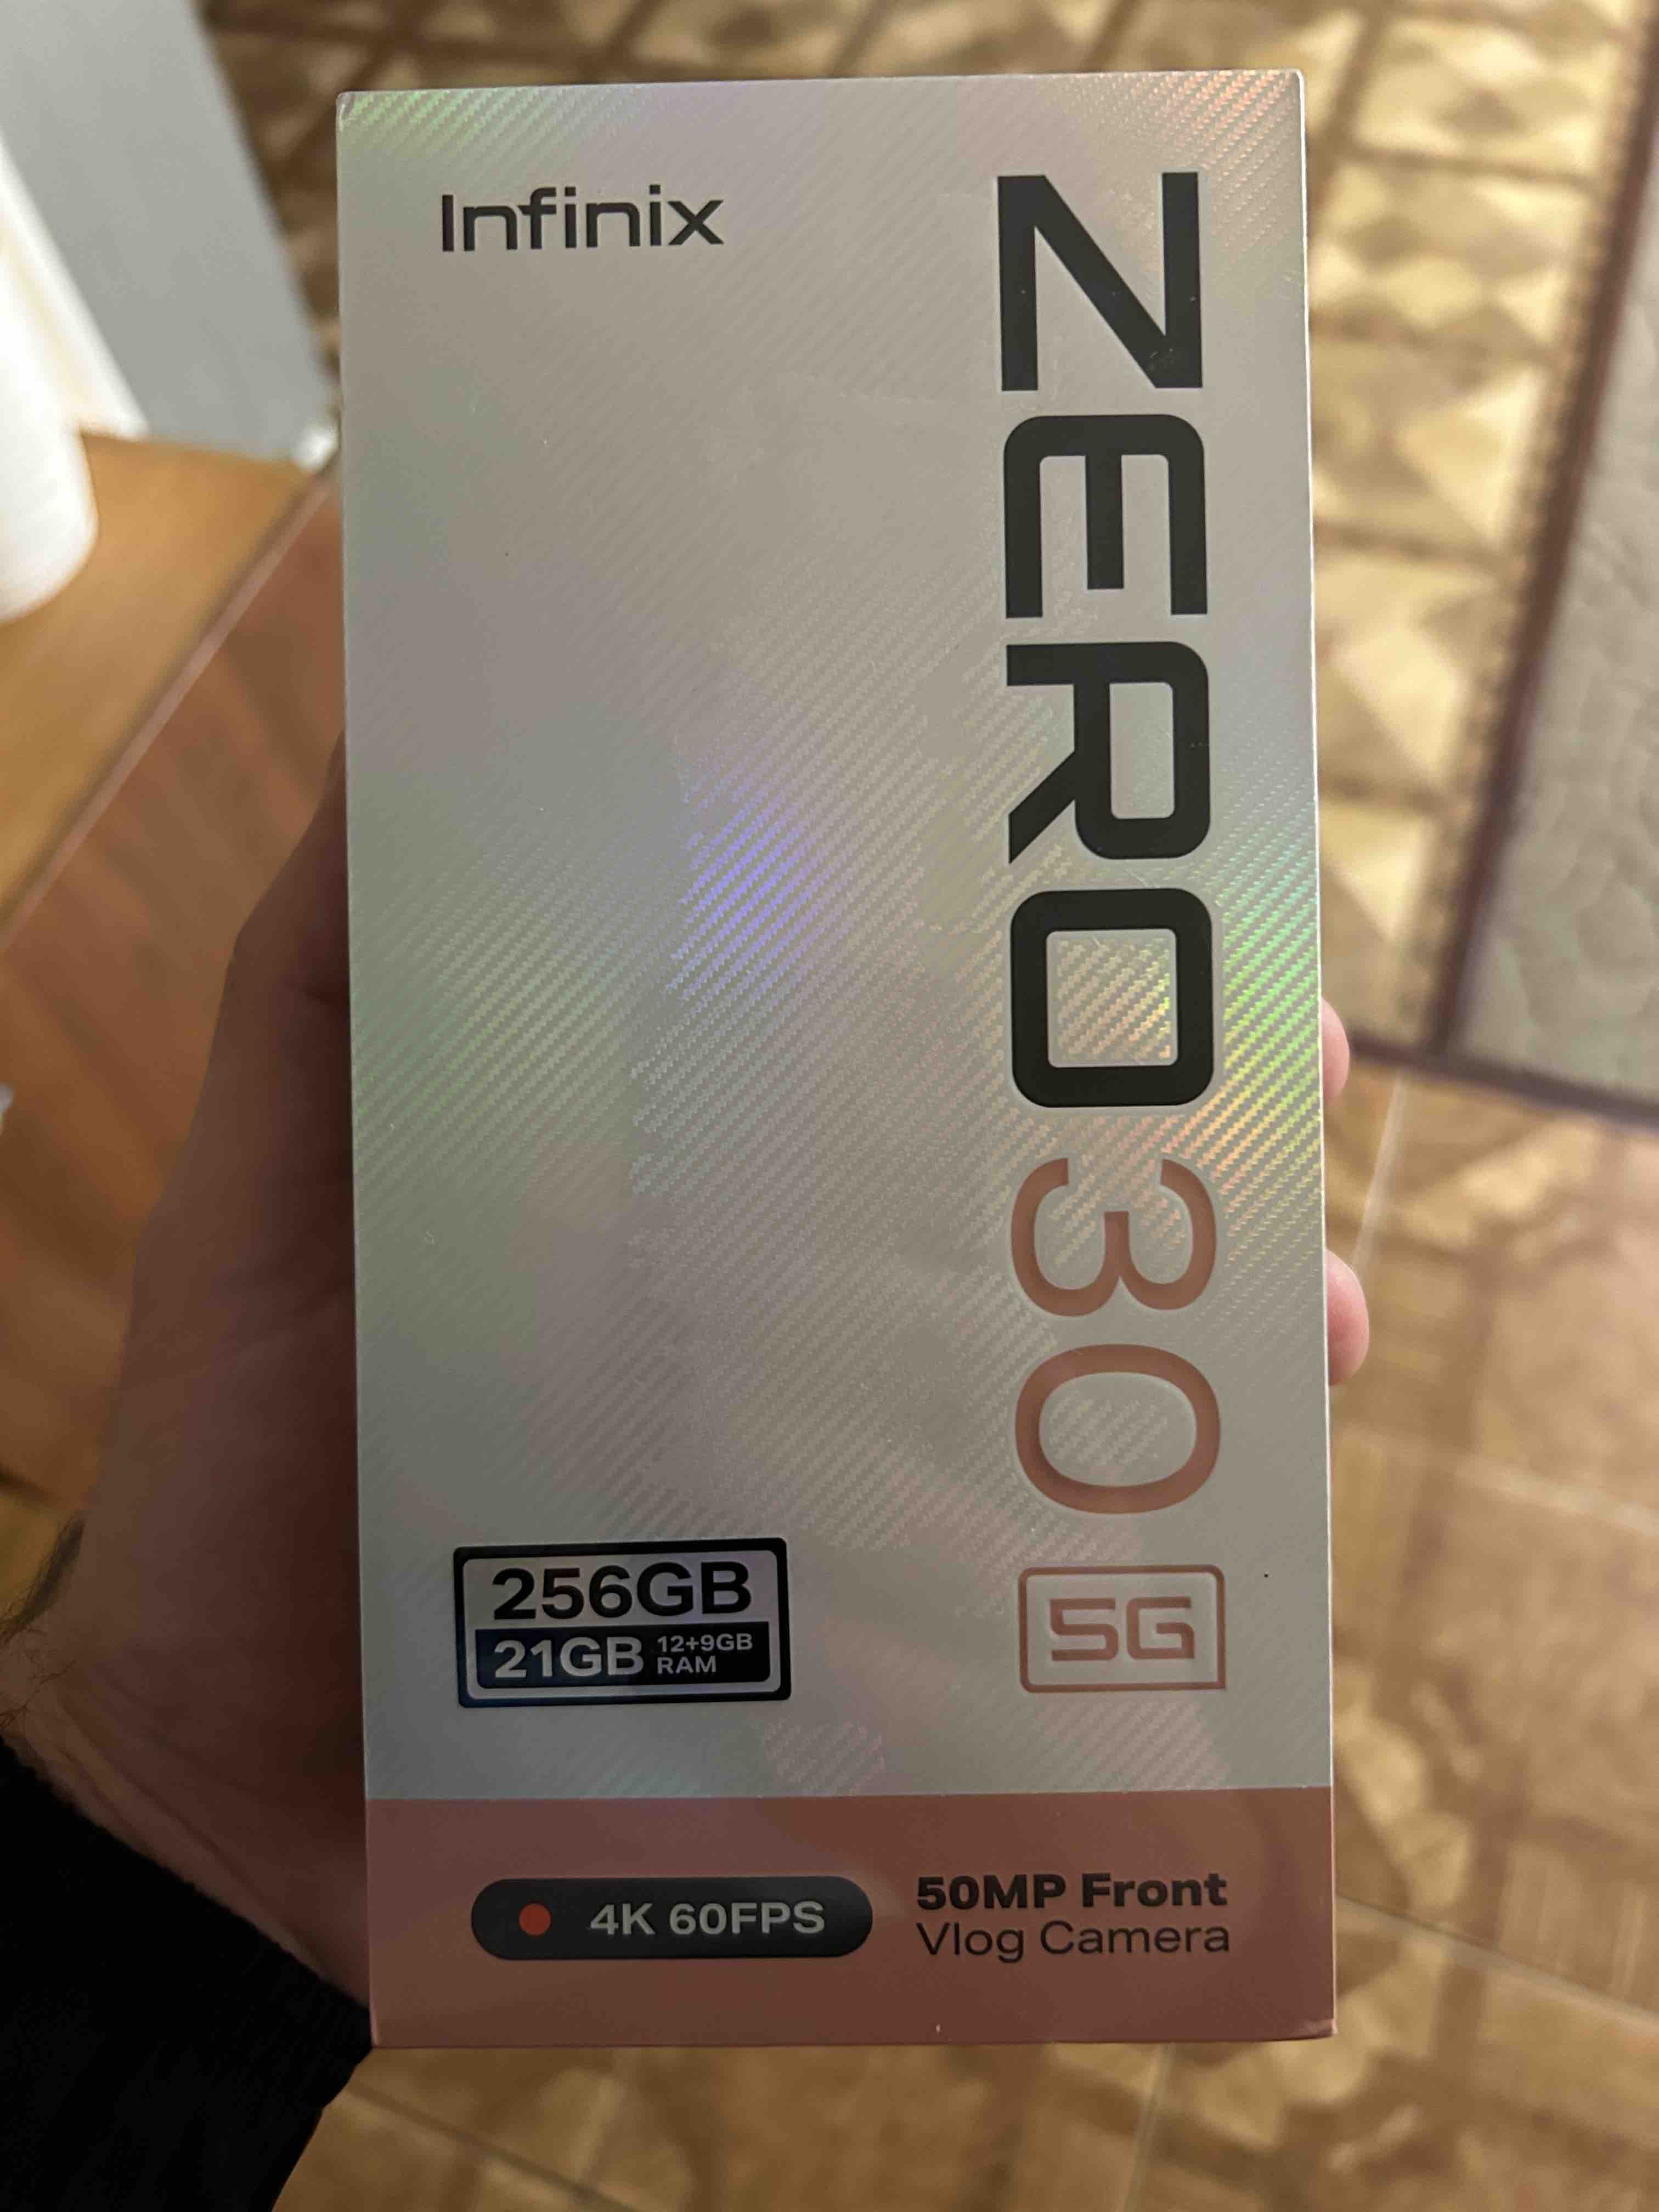 Infinix
ZERO 30 5G
256GB
21GB 12+9GB
RAM
4K 60FPS
50MP Front
Vlog Camera